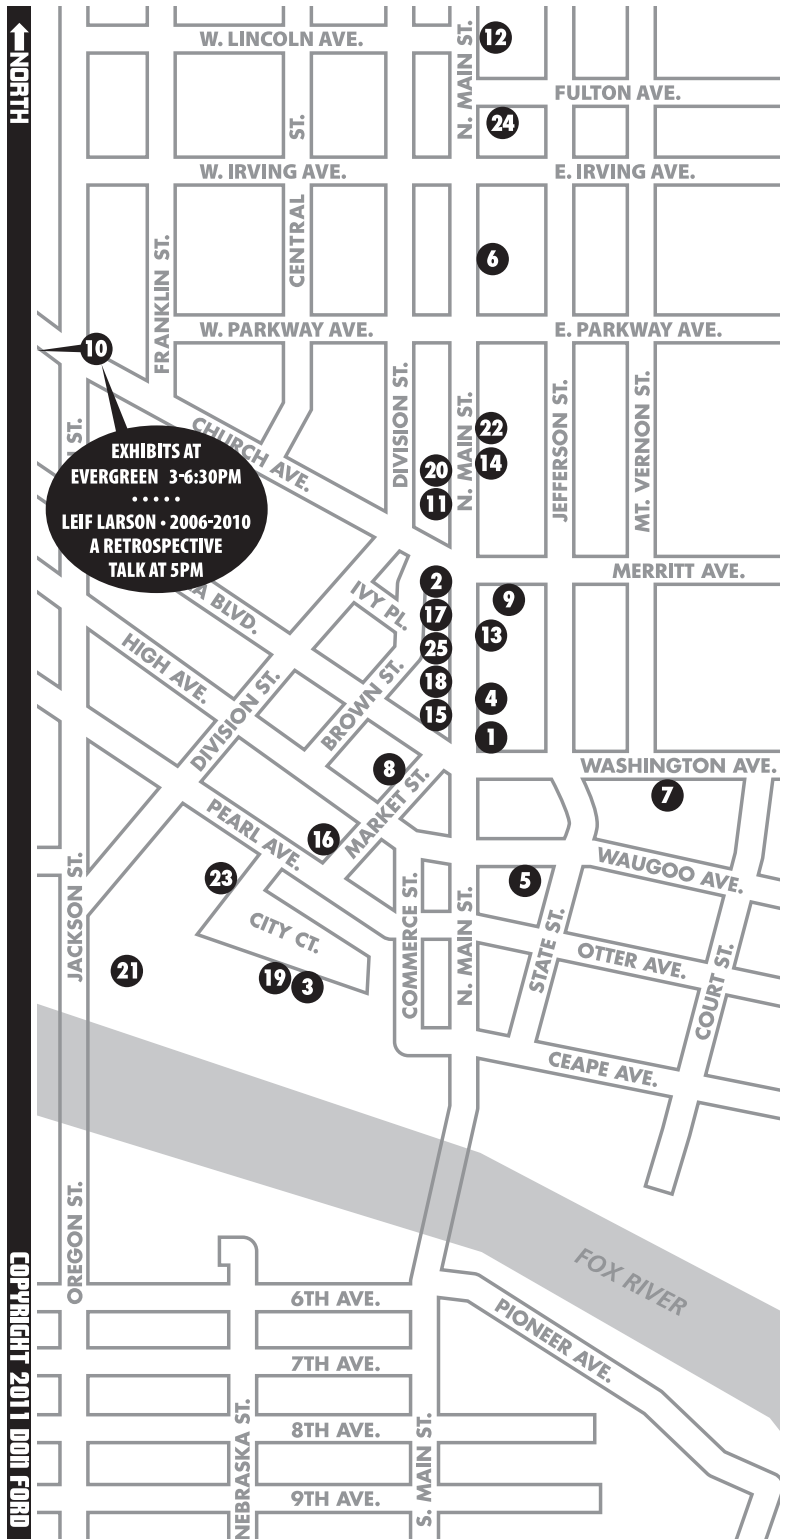 NORTH
W. LINCOLN AVE.
N. MAIN ST.
12
FULTON AVE.
ST.
24
W. IRVING AVE.
E. IRVING AVE.
CENTRAL
FRANKLIN ST.
6
W. PARKWAY AVE.
E. PARKWAY AVE.
10
DIVISION ST.
N. MAIN ST.
JEFFERSON ST.
MT. VERNON ST.
ST.
CHURCH AVE.
22
20
14
11
EXHIBITS AT
EVERGREEN 3-6:30PM
• • • • •
LEIF LARSON • 2006-2010
A RETROSPECTIVE
TALK AT 5PM
MERRITT AVE.
A BLVD.
IVY PL.
2
9
17
13
25
HIGH AVE.
BROWN ST.
18
4
DIVISION ST.
15
1
WASHINGTON AVE.
8
7
MARKET ST.
PEARL AVE.
16
WAUGOO AVE.
23
5
JACKSON ST.
CITY CT.
COMMERCE ST.
N. MAIN ST.
STATE ST.
OTTER AVE.
COURT ST.
21
19
3
CEAPE AVE.
OREGON ST.
FOX RIVER
6TH AVE.
PIONEER AVE.
7TH AVE.
NEBRASKA ST.
8TH AVE.
S. MAIN ST.
9TH AVE.
COPYRIGHT 2011 DON FORD